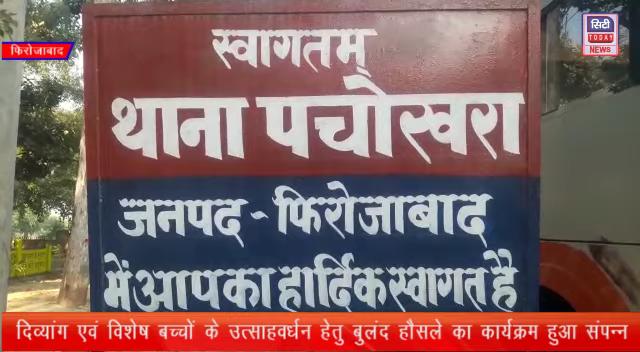 फिरोजाबाद
सिटी
TODAY
NEWS
स्वागतम्
थाना पचोखरा
जनपद - फिरोजाबाद
में आपका हार्दिक स्वागत है
दिव्यांग एवं विशेष बच्चों के उत्साहवर्धन हेतु बुलंद हौसले का कार्यक्रम हुआ संपन्न